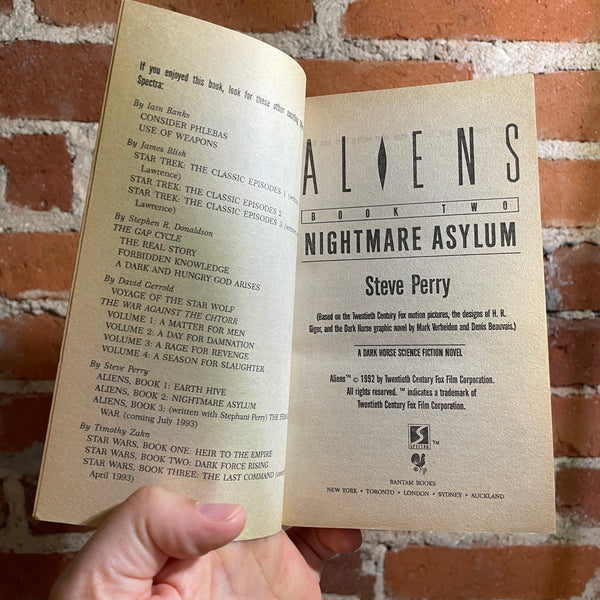 If you enjoyed this book, look for these other exciting
Spectra:
By Iain Banks
CONSIDER PHLEBAS
USE OF WEAPONS
By James Blish
STAR TREK: THE CLASSIC EPISODES 1 (written
Lawrence)
STAR TREK: THE CLASSIC EPISODES 2
STAR TREK: THE CLASSIC EPISODES 3
Lawrence)
By Stephen R. Donaldson
THE GAP CYCLE
THE REAL STORY
FORBIDDEN KNOWLEDGE
A DARK AND HUNGRY GOD ARISES
By David Gerrold
VOYAGE OF THE STAR WOLF
THE WAR AGAINST THE CHTORR
VOLUME 1: A MATTER FOR MEN
VOLUME 2: A DAY FOR DAMNATION
VOLUME 3: A RAGE FOR REVENGE
VOLUME 4: A SEASON FOR SLAUGHTER
By Steve Perry
ALIENS, BOOK 1: EARTH HIVE
ALIENS, BOOK 2: NIGHTMARE ASYLUM
ALIENS, BOOK 3: (written with Stephani Perry) THE
WAR (coming July 1993)
By Timothy Zahn
STAR WARS, BOOK ONE: HEIR TO THE EMPIRE
STAR WARS, BOOK TWO: DARK FORCE RISING
STAR WARS, BOOK THREE: THE LAST COMMAND
April 1993)
ALIENS
BOOK TWO
NIGHTMARE ASYLUM
Steve Perry
(Based on the Twentieth Century Fox motion pictures, the designs of H. R.
Giger, and the Dark Horse graphic novel by Mark Verheiden and Denis Beauvais.)
A DARK HORSE SCIENCE FICTION NOVEL
Aliens™ © 1992 by Twentieth Century Fox Film Corporation.
All rights reserved. ™ indicates a trademark of
Twentieth Century Fox Film Corporation.
S
SPECTRA
™
BANTAM BOOKS
NEW YORK • TORONTO • LONDON • SYDNEY • AUCKLAND